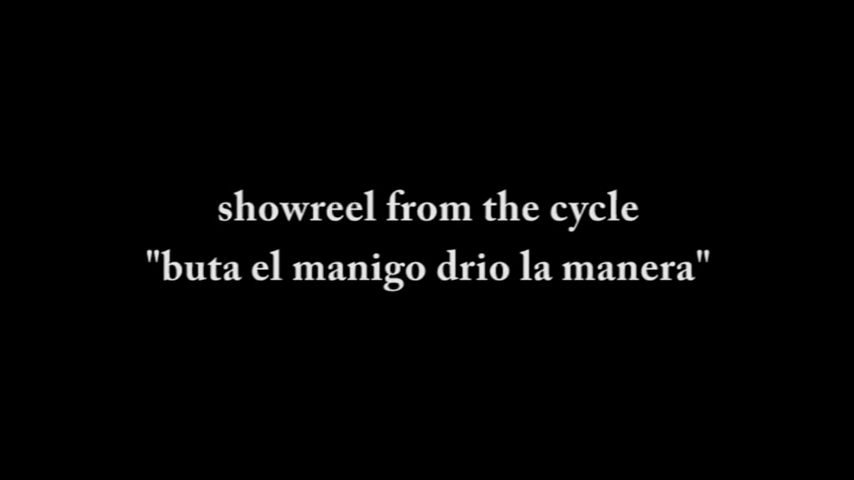 showreel from the cycle
"buta el manigo drio la manera"